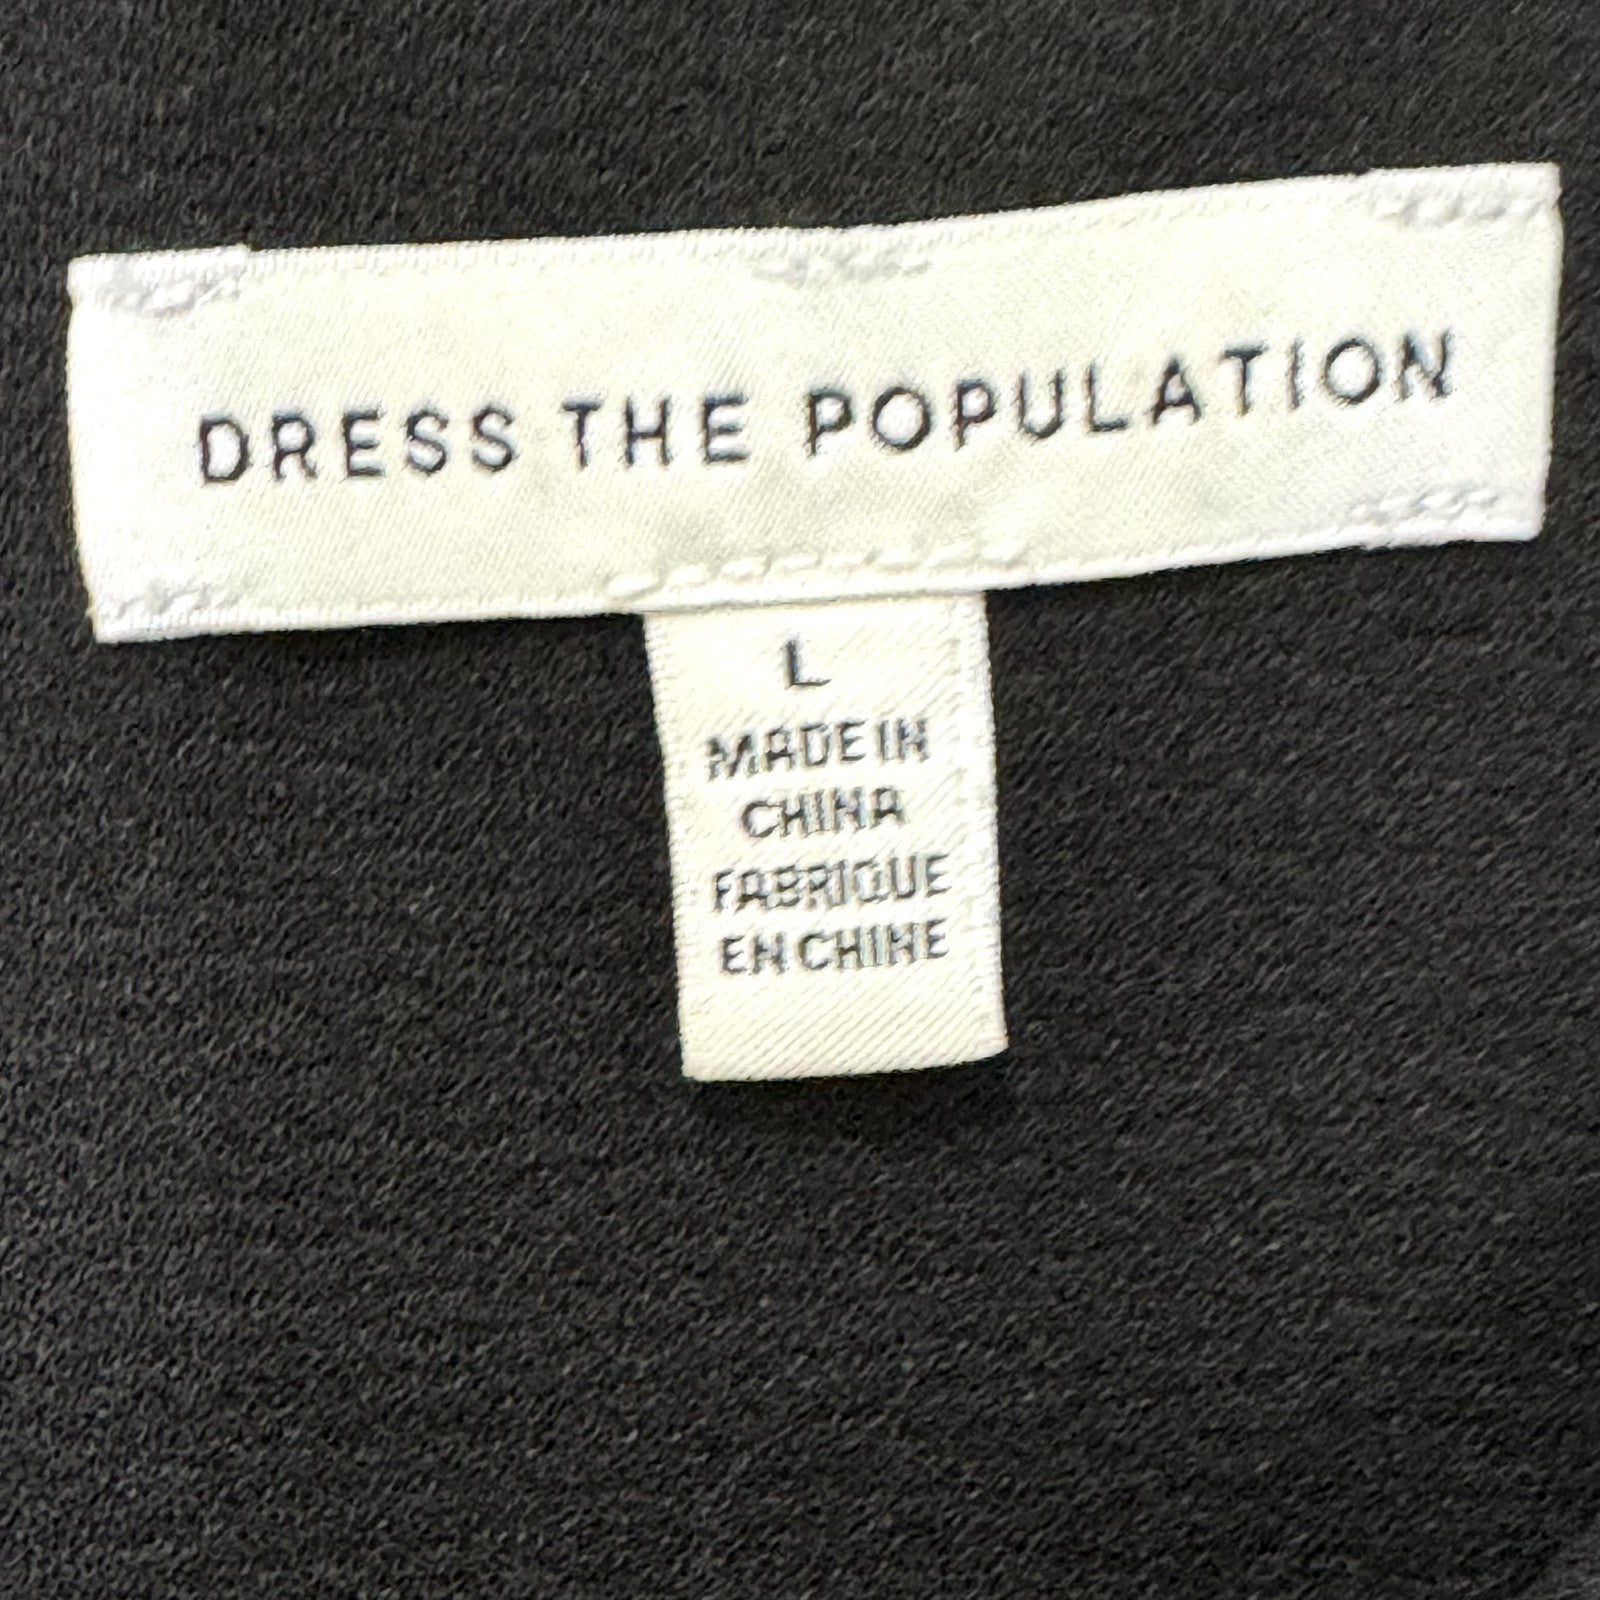 DRESS THE POPULATION
L
MADE IN
CHINA
FABRIQUE
EN CHINE